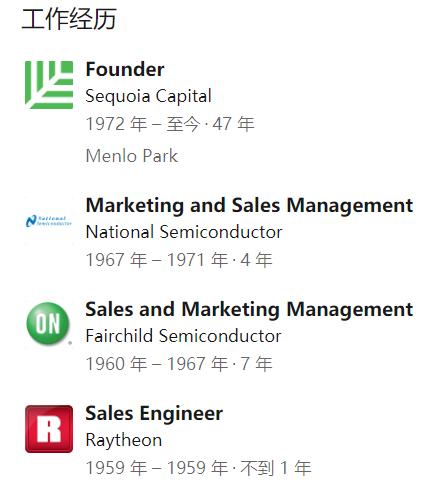 工作经历
Founder
Sequoia Capital
1972 年 – 至今 · 47 年
Menlo Park
Marketing and Sales Management
National Semiconductor
National Semiconductor
1967 年 – 1971 年 · 4 年
Sales and Marketing Management
ON
Fairchild Semiconductor
1960 年 – 1967 年 · 7 年
Sales Engineer
R
Raytheon
1959 年 – 1959 年 · 不到 1 年